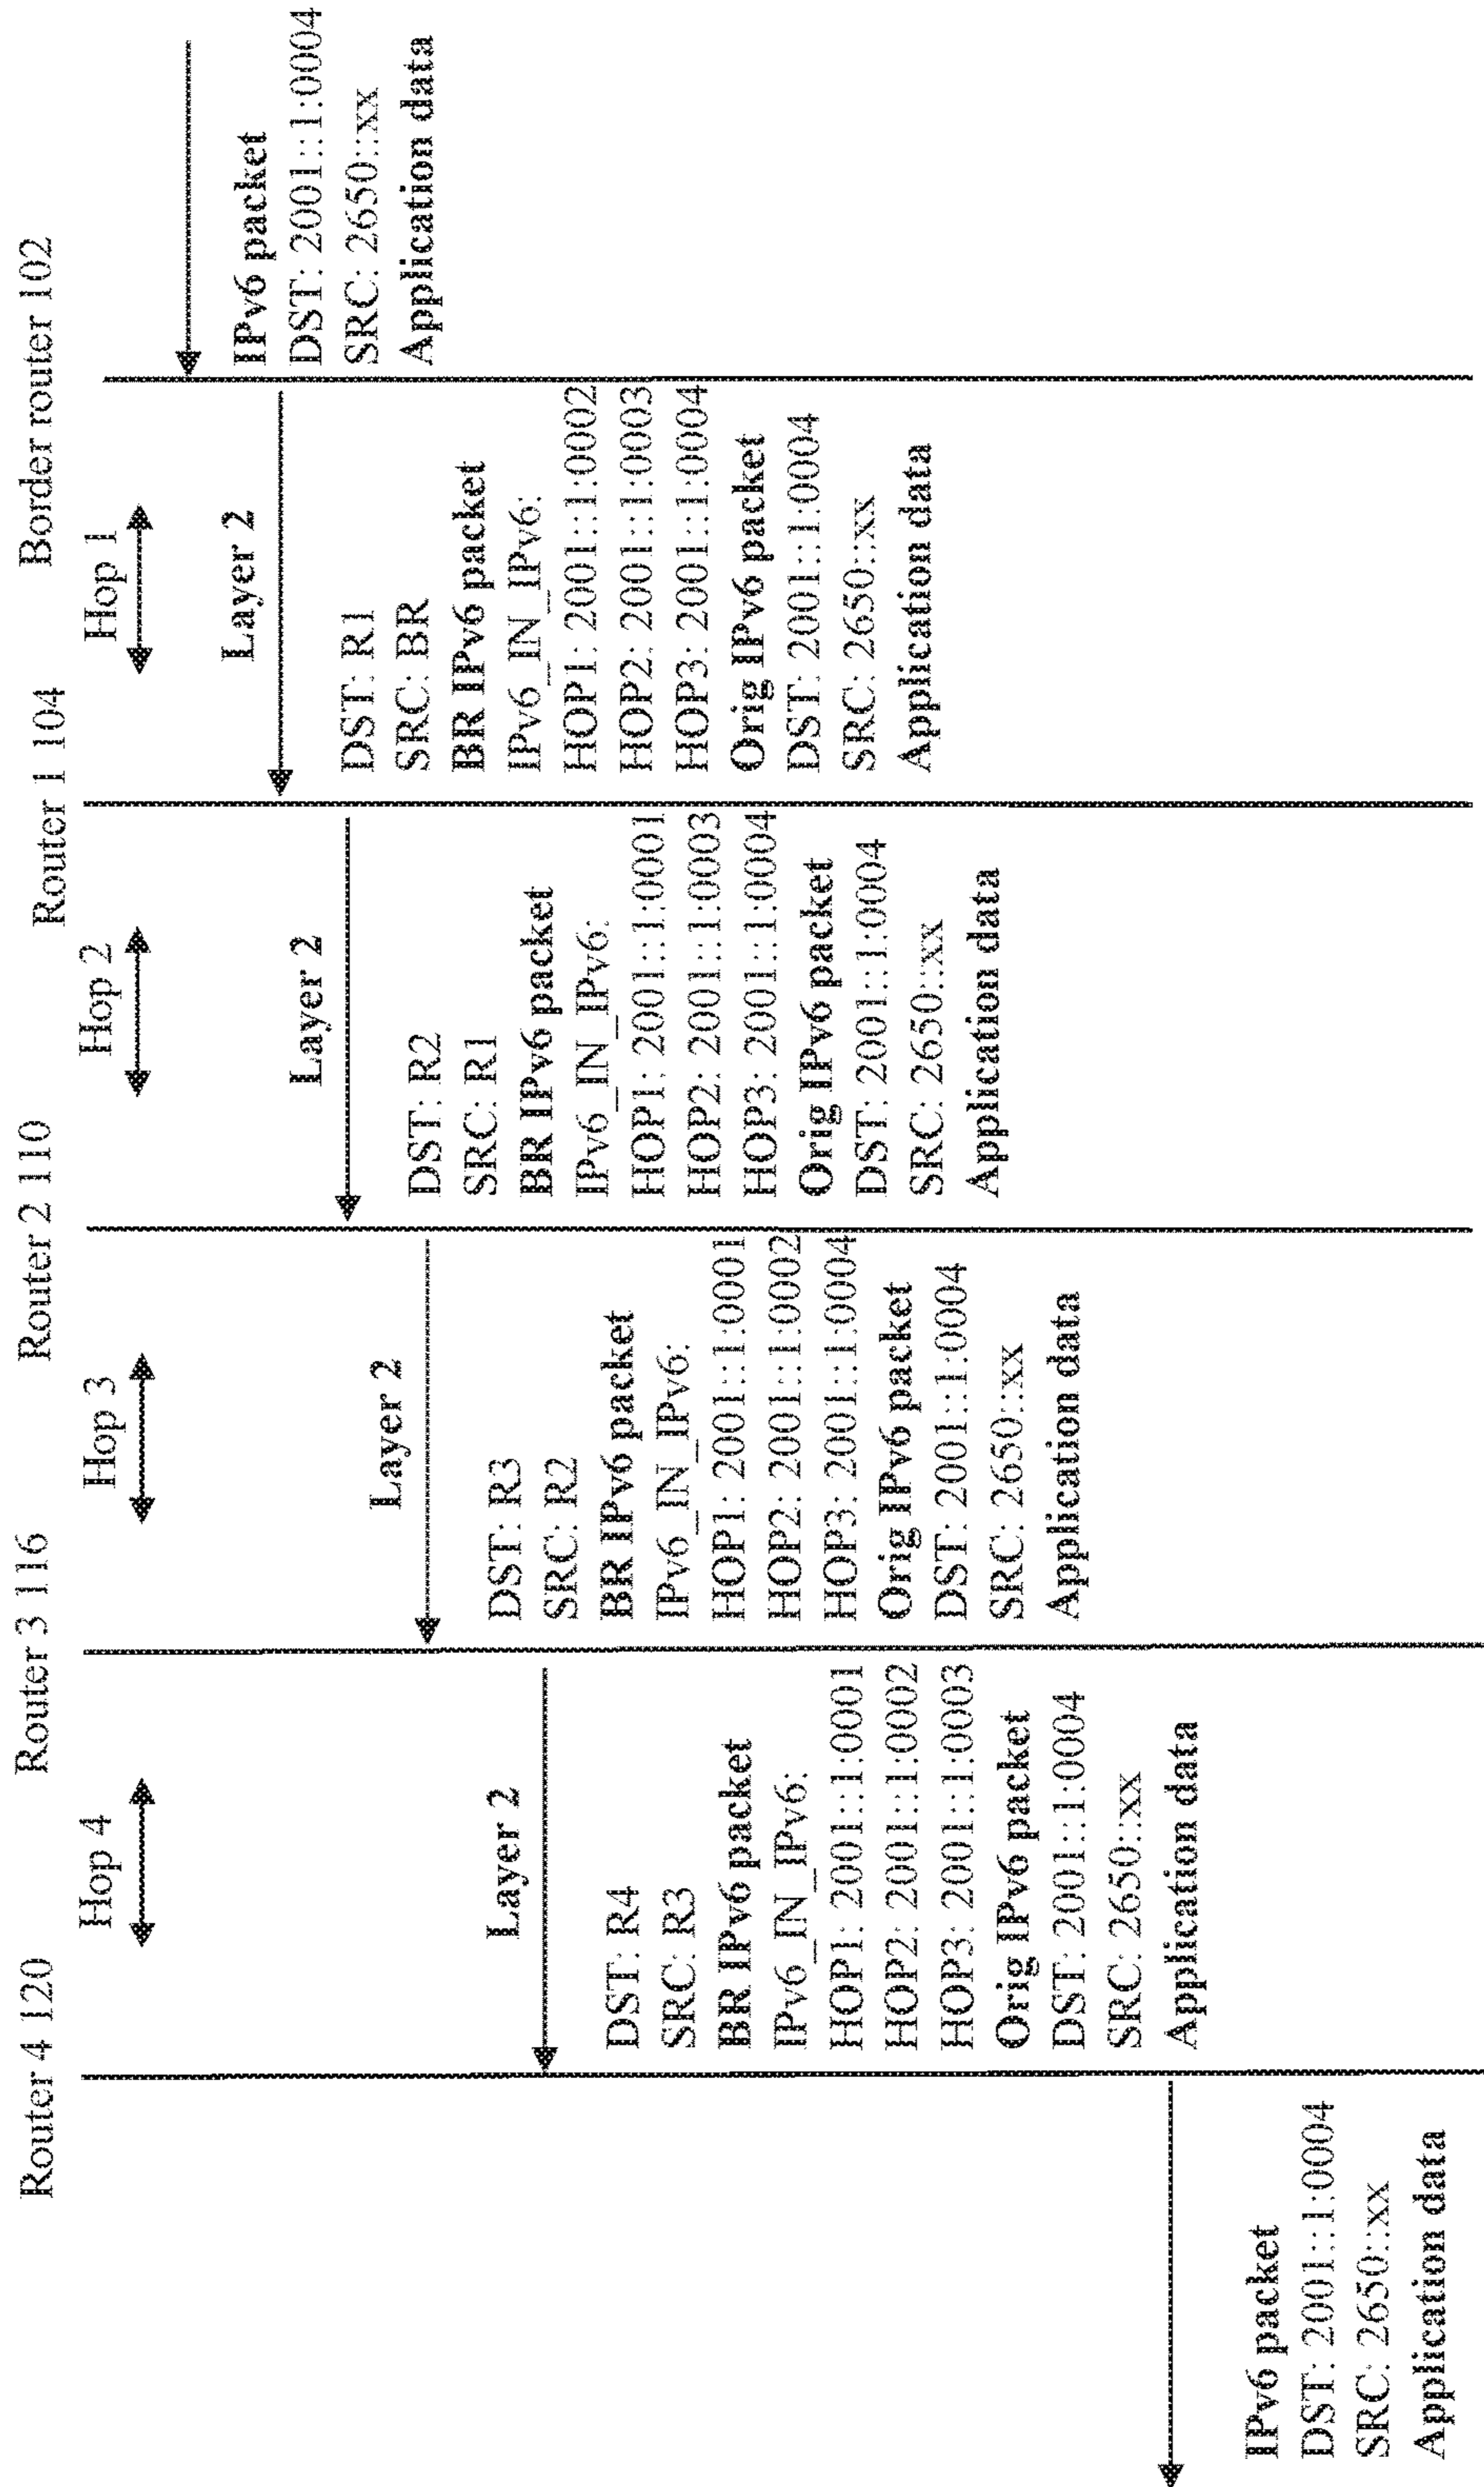 Router 4 120
Router 3 116
Router 2 110
Router 1 104
Border router 102
Hop 4
Hop 3
Hop 2
Hop 1
IPv6 packet
DST: 2001::1:0004
SRC: 2650::xx
Application data
Layer 2
DST: R1
SRC: BR
BR IPv6 packet
IPv6_IN_IPv6:
HOP1: 2001::1:0002
HOP2: 2001::1:0003
HOP3: 2001::1:0004
Orig IPv6 packet
DST: 2001::1:0004
SRC: 2650::xx
Application data
Layer 2
DST: R2
SRC: R1
BR IPv6 packet
IPv6_IN_IPv6:
HOP1: 2001::1:0001
HOP2: 2001::1:0003
HOP3: 2001::1:0004
Orig IPv6 packet
DST: 2001::1:0004
SRC: 2650::xx
Application data
Layer 2
DST: R3
SRC: R2
BR IPv6 packet
IPv6_IN_IPv6:
HOP1: 2001::1:0001
HOP2: 2001::1:0002
HOP3: 2001::1:0004
Orig IPv6 packet
DST: 2001::1:0004
SRC: 2650::xx
Application data
Layer 2
DST: R4
SRC: R3
BR IPv6 packet
IPv6_IN_IPv6:
HOP1: 2001::1:0001
HOP2: 2001::1:0002
HOP3: 2001::1:0003
Orig IPv6 packet
DST: 2001::1:0004
SRC: 2650::xx
Application data
IPv6 packet
DST: 2001::1:0004
SRC: 2650::xx
Application data